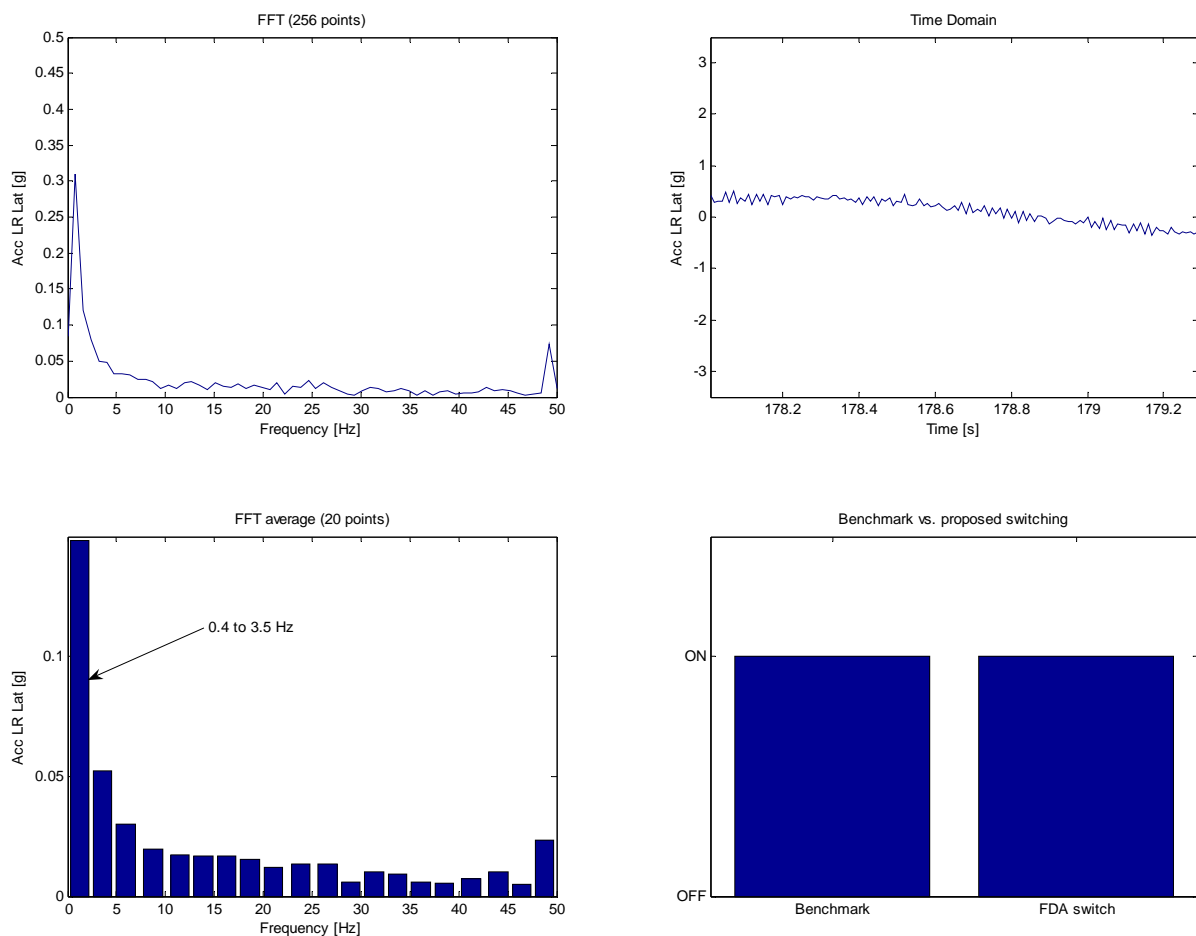 FFT (256 points)
0.5
0.45
0.4
0.35
0.3
0.25
0.2
0.15
0.1
0.05
0
Acc LR Lat [g]
0 5 10 15 20 25 30 35 40 45 50
Frequency [Hz]
Time Domain
3
2
1
0
-1
-2
-3
Acc LR Lat [g]
178.2 178.4 178.6 178.8 179 179.2
Time [s]
FFT average (20 points)
0.1
0.05
0
Acc LR Lat [g]
0.4 to 3.5 Hz
0 5 10 15 20 25 30 35 40 45 50
Frequency [Hz]
Benchmark vs. proposed switching
ON
OFF
Benchmark FDA switch